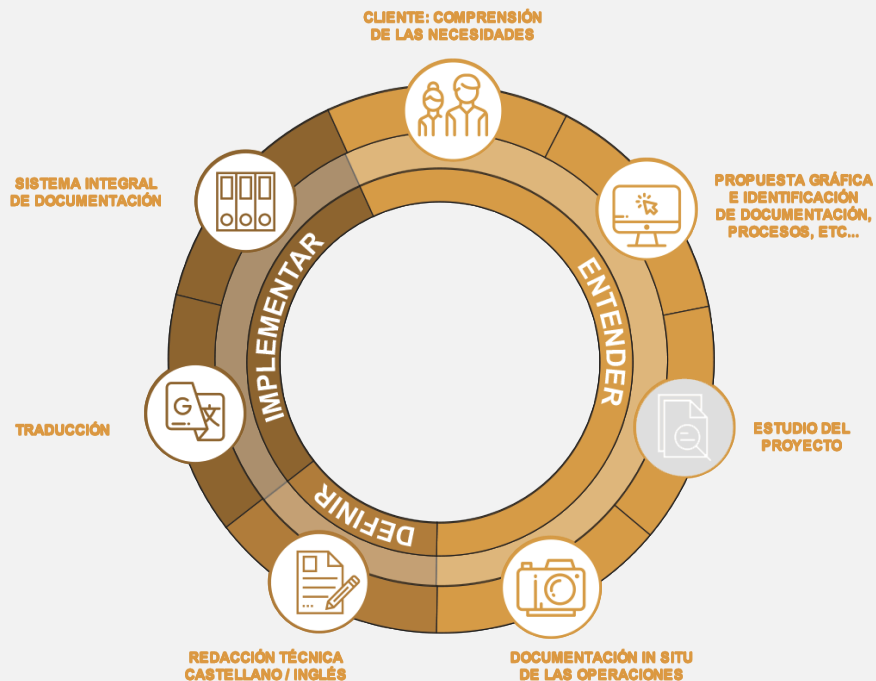 CLIENTE: COMPRENSIÓN
DE LAS NECESIDADES
SISTEMA INTEGRAL
DE DOCUMENTACIÓN
PROPUESTA GRÁFICA
E IDENTIFICACIÓN
DE DOCUMENTACIÓN,
PROCESOS, ETC...
IMPLEMENTAR
ENTENDER
G 文
TRADUCCIÓN
ESTUDIO DEL
PROYECTO
DEFINIR
REDACCIÓN TÉCNICA
CASTELLANO / INGLÉS
DOCUMENTACIÓN IN SITU
DE LAS OPERACIONES